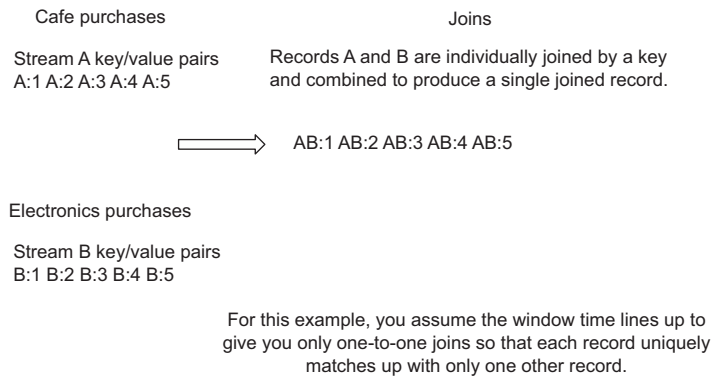 Cafe purchases
Stream A key/value pairs
A:1 A:2 A:3 A:4 A:5
Joins
Records A and B are individually joined by a key
and combined to produce a single joined record.
AB:1 AB:2 AB:3 AB:4 AB:5
Electronics purchases
Stream B key/value pairs
B:1 B:2 B:3 B:4 B:5
For this example, you assume the window time lines up to
give you only one-to-one joins so that each record uniquely
matches up with only one other record.